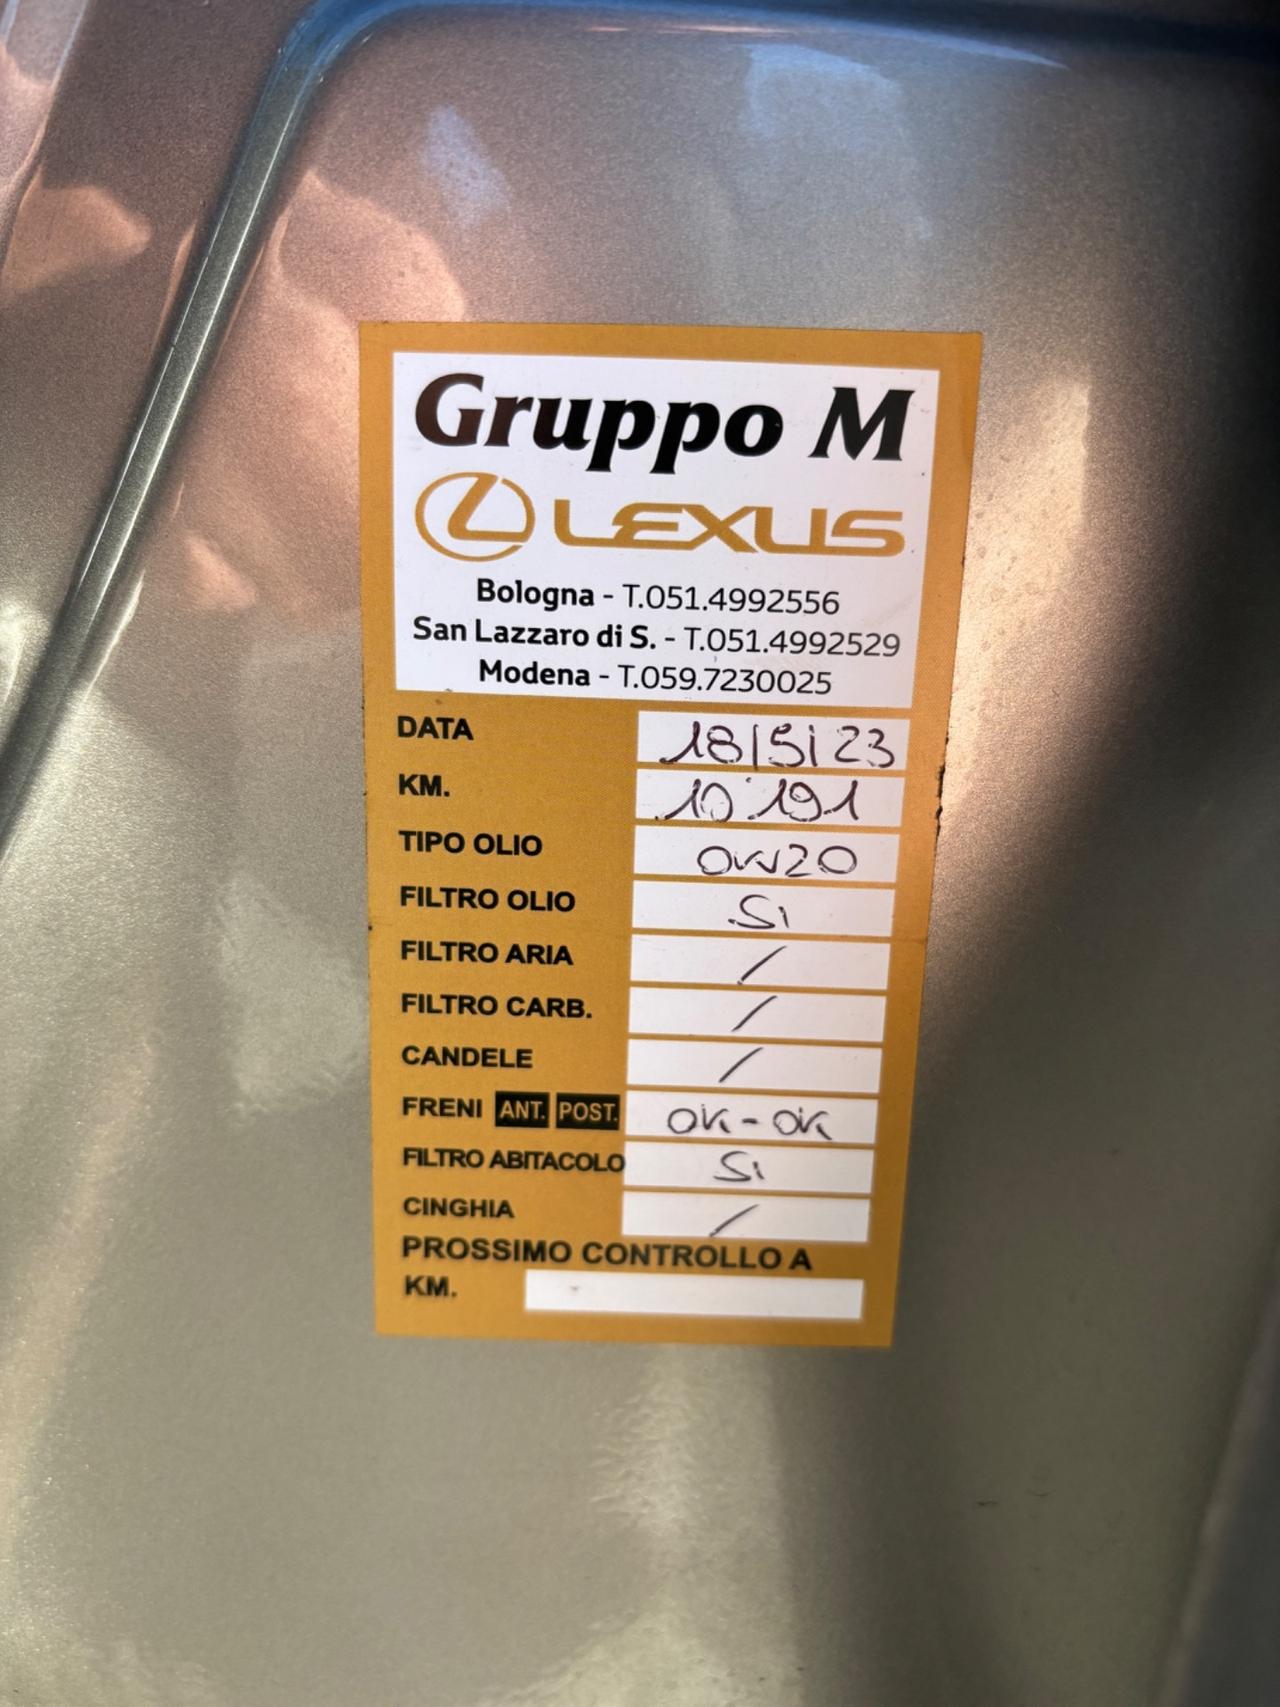 Gruppo M
LEXUS
Bologna - T.051.4992556
San Lazzaro di S. - T.051.4992529
Modena - T.059.7230025
DATA 18/5/23
KM. 10.191
TIPO OLIO 0W20
FILTRO OLIO Si
FILTRO ARIA /
FILTRO CARB. /
CANDELE /
FRENI ANT. POST. OK-OK
FILTRO ABITACOLO Si
CINGHIA /
PROSSIMO CONTROLLO A
KM.